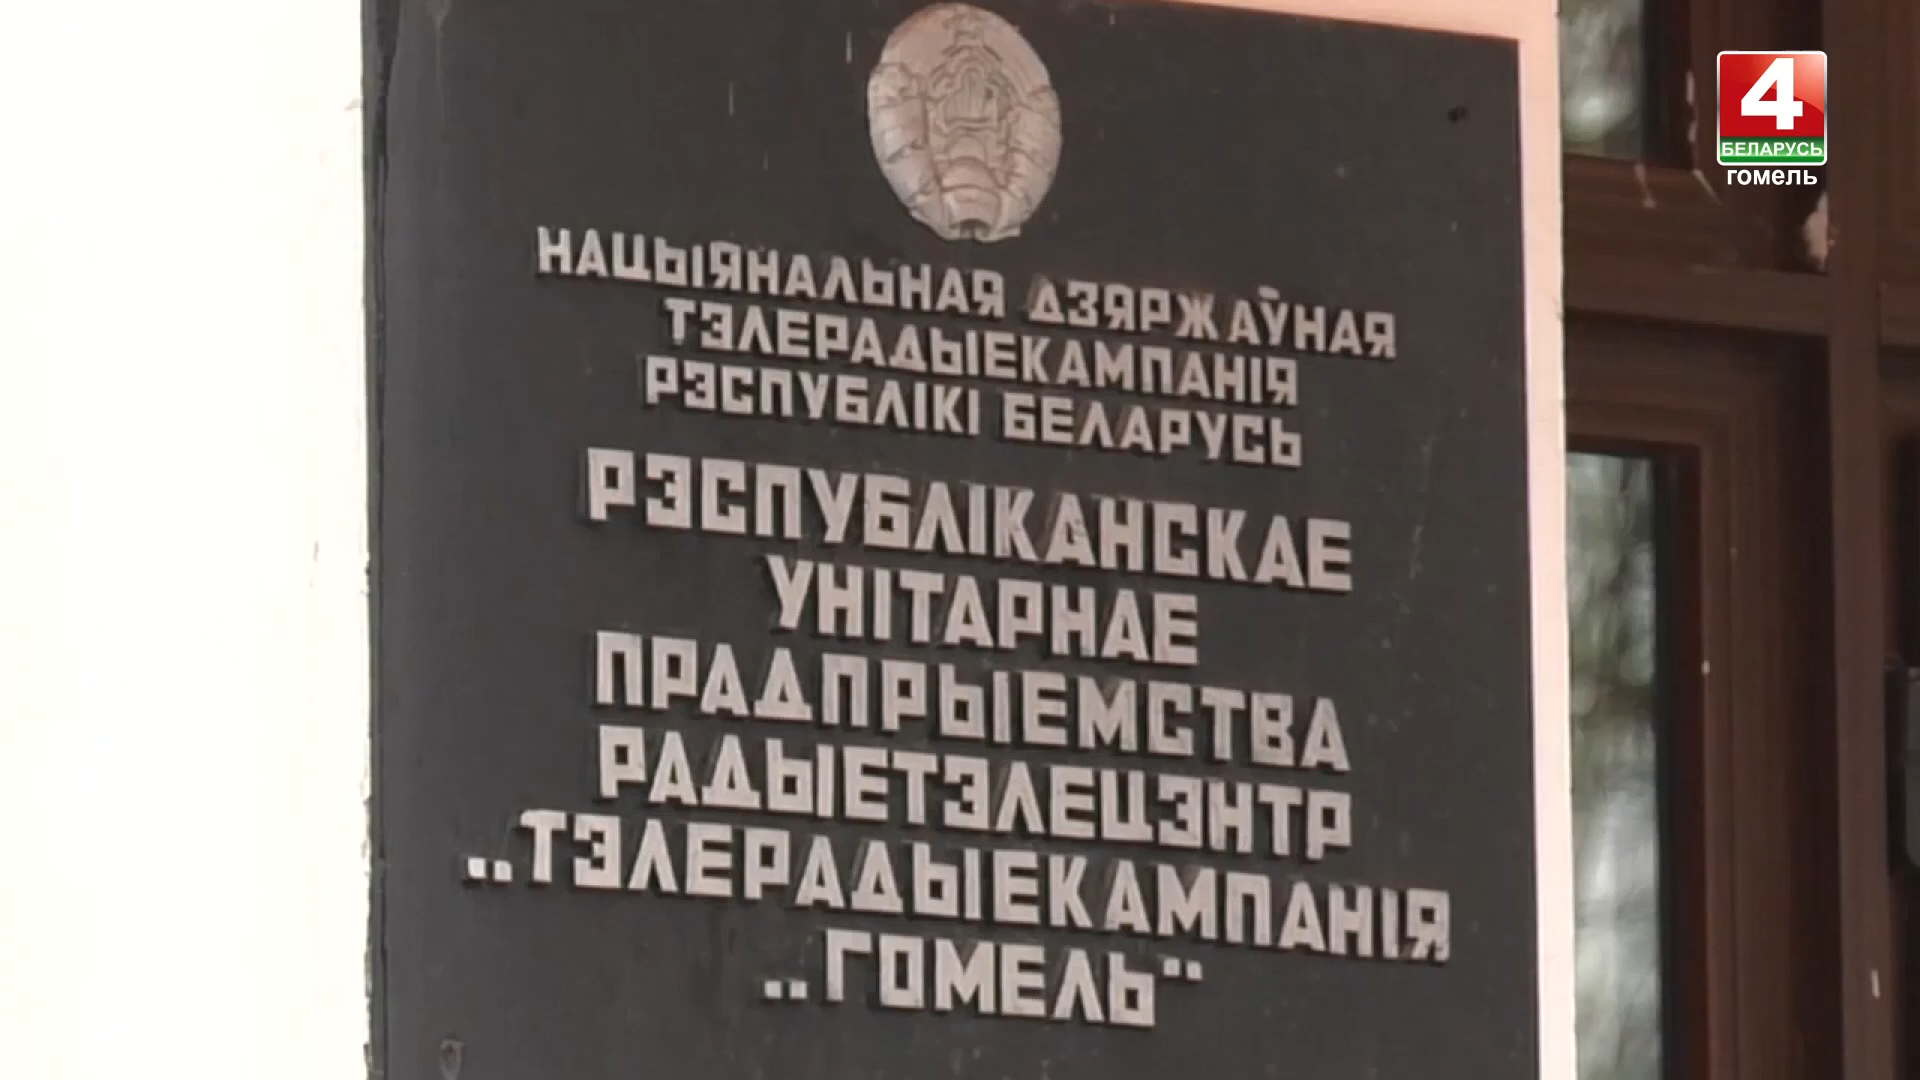 4
БЕЛАРУСЬ
гомель
НАЦЫЯНАЛЬНАЯ ДЗЯРЖАЎНАЯ
ТЭЛЕРАДЫЕКАМПАНІЯ
РЭСПУБЛІКІ БЕЛАРУСЬ
РЭСПУБЛІКАНСКАЕ
УНІТАРНАЕ
ПРАДПРЫЕМСТВА
РАДЫЕТЭЛЕЦЭНТР
„ТЭЛЕРАДЫЕКАМПАНІЯ
„ГОМЕЛЬ“